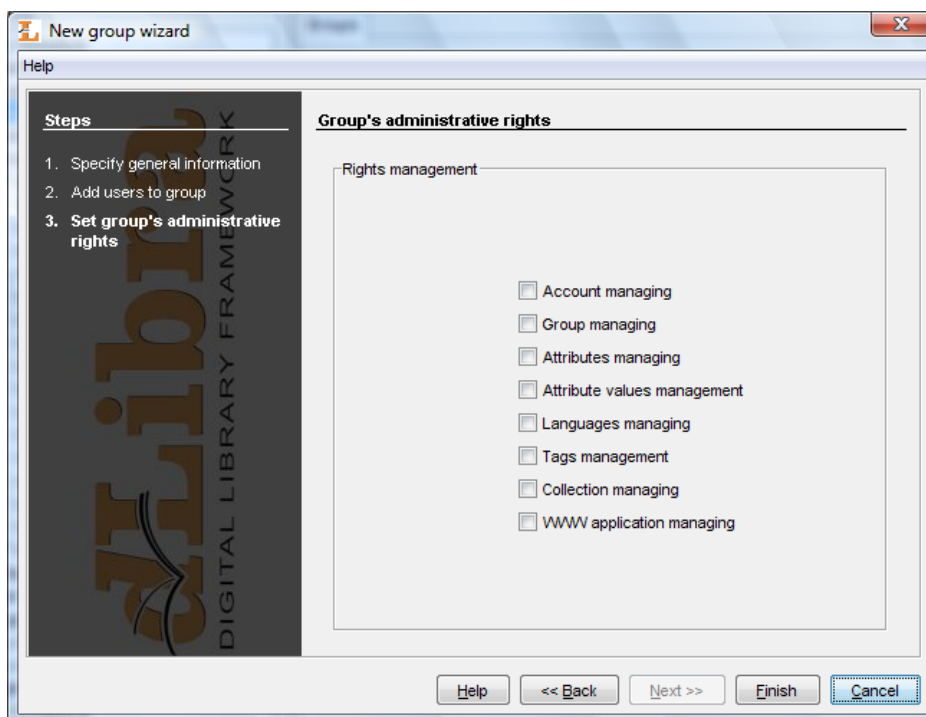 New group wizard
Help
Steps
1. Specify general information
2. Add users to group
3. Set group's administrative
rights
dLibra
DIGITAL LIBRARY FRAMEWORK
Group's administrative rights
Rights management
Account managing
Group managing
Attributes managing
Attribute values management
Languages managing
Tags management
Collection managing
WWW application managing
Help
<< Back
Next >>
Finish
Cancel